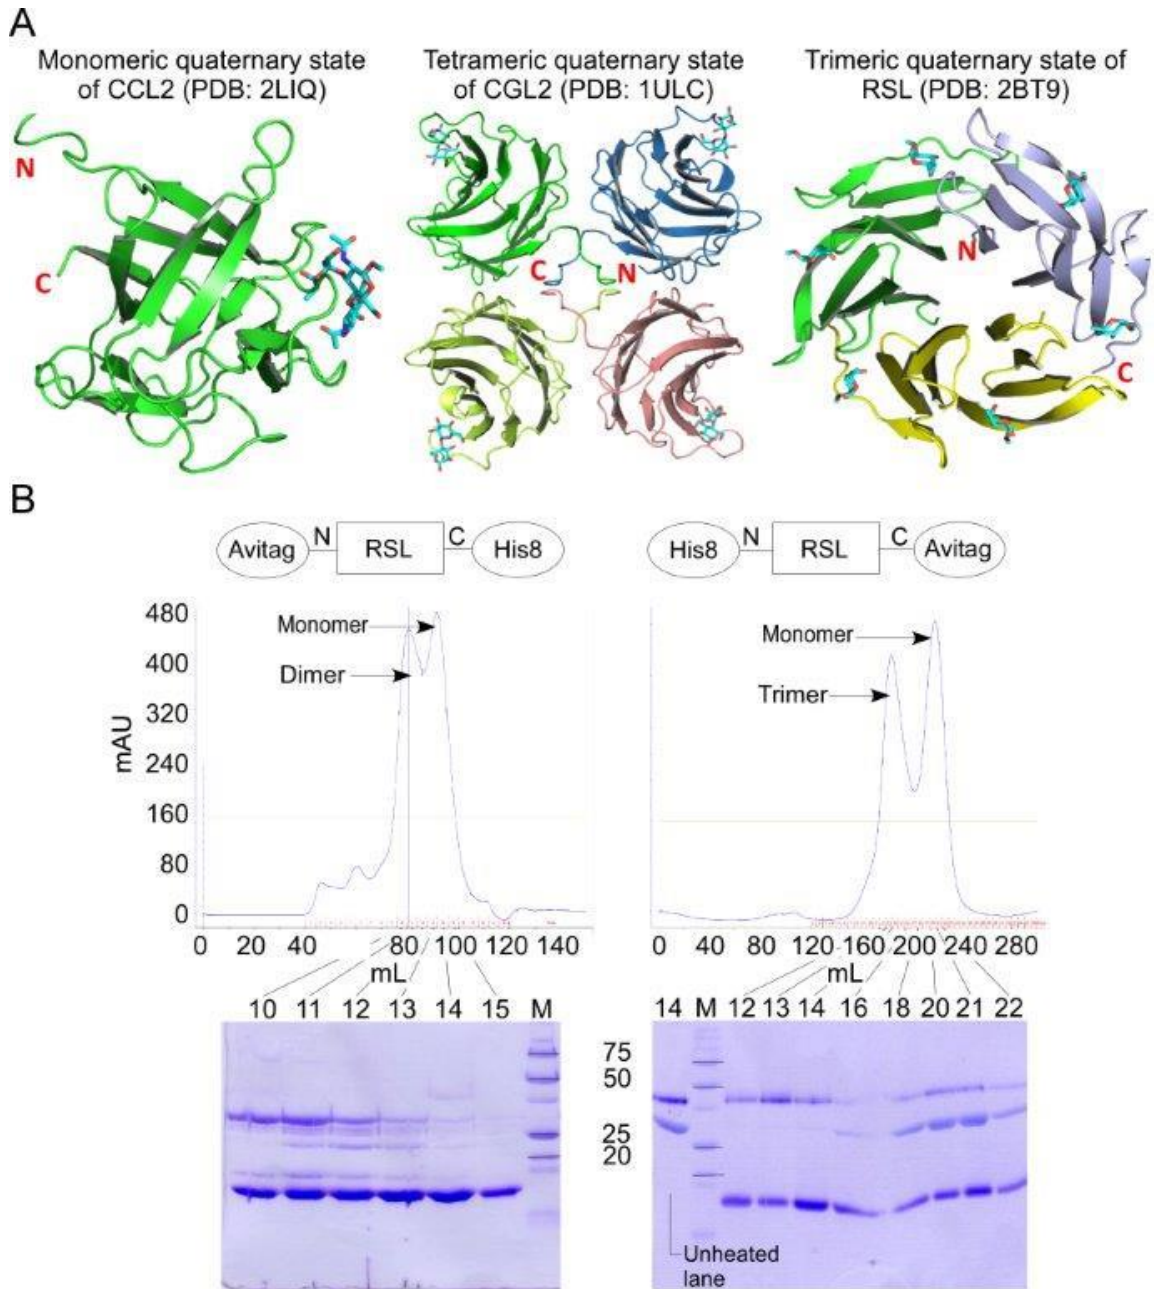 A
Monomeric quaternary state
of CCL2 (PDB: 2LIQ)
Tetrameric quaternary state
of CGL2 (PDB: 1ULC)
Trimeric quaternary state of
RSL (PDB: 2BT9)
N
C
C N
N
C
B
Avitag N RSL C His8
His8 N RSL C Avitag
480
400
320
240
160
80
0
mAU
Monomer
Dimer
Monomer
Trimer
0 20 40 60 80 100 120 140
mL
0 40 80 120 160 200 240 280
mL
10 11 12 13 14 15 M
14 M 12 13 14 16 18 20 21 22
75
50
25
20
Unheated
lane